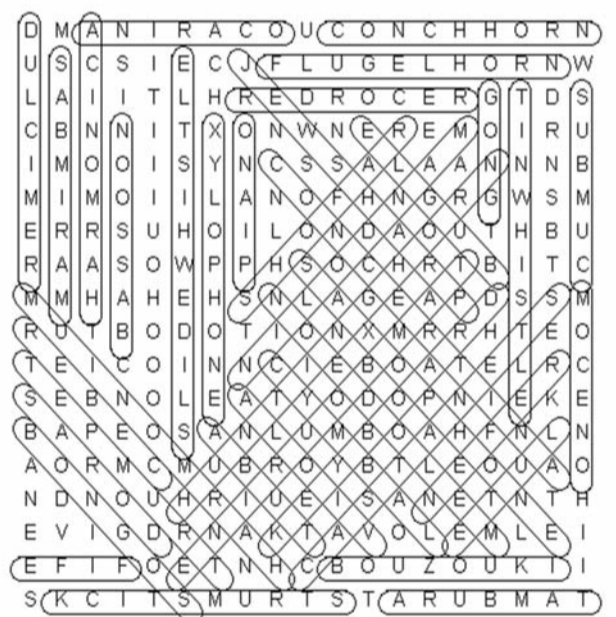 D M A N I R A C O U C O N C H H O R N
U S C S I E C J F L U G E L H O R N W
L A I I T L H R E D R O C E R G T D S
C B N N I T X O N W N E R E M O I R U
I M O O I S Y N C S S A L A A N N N B
M I M O I I L A N O F H N G R G W S M
E R R S U H O I L O N D A O U T H B U
R A A S O W P P H S O C H R T B I T C
M M H A H E H S N L A G E A P D S S M
R U T B O D O T I O N X M R R H T E O
T E I C O I N N C I E B O A T E L R C
S E B N O L E A T Y O D O P N I E K E
B A P E O S A N L U M B O A H F N L N
A O R M C M U B R O Y B T L E O U A O
N D N O U H R I U E I S A N E T N T H
E V I G D R N A K T A V O L E M L E I
E F I F O E T N H C B O U Z O U K I I
S K C I T S M U R T S T A R U B M A T